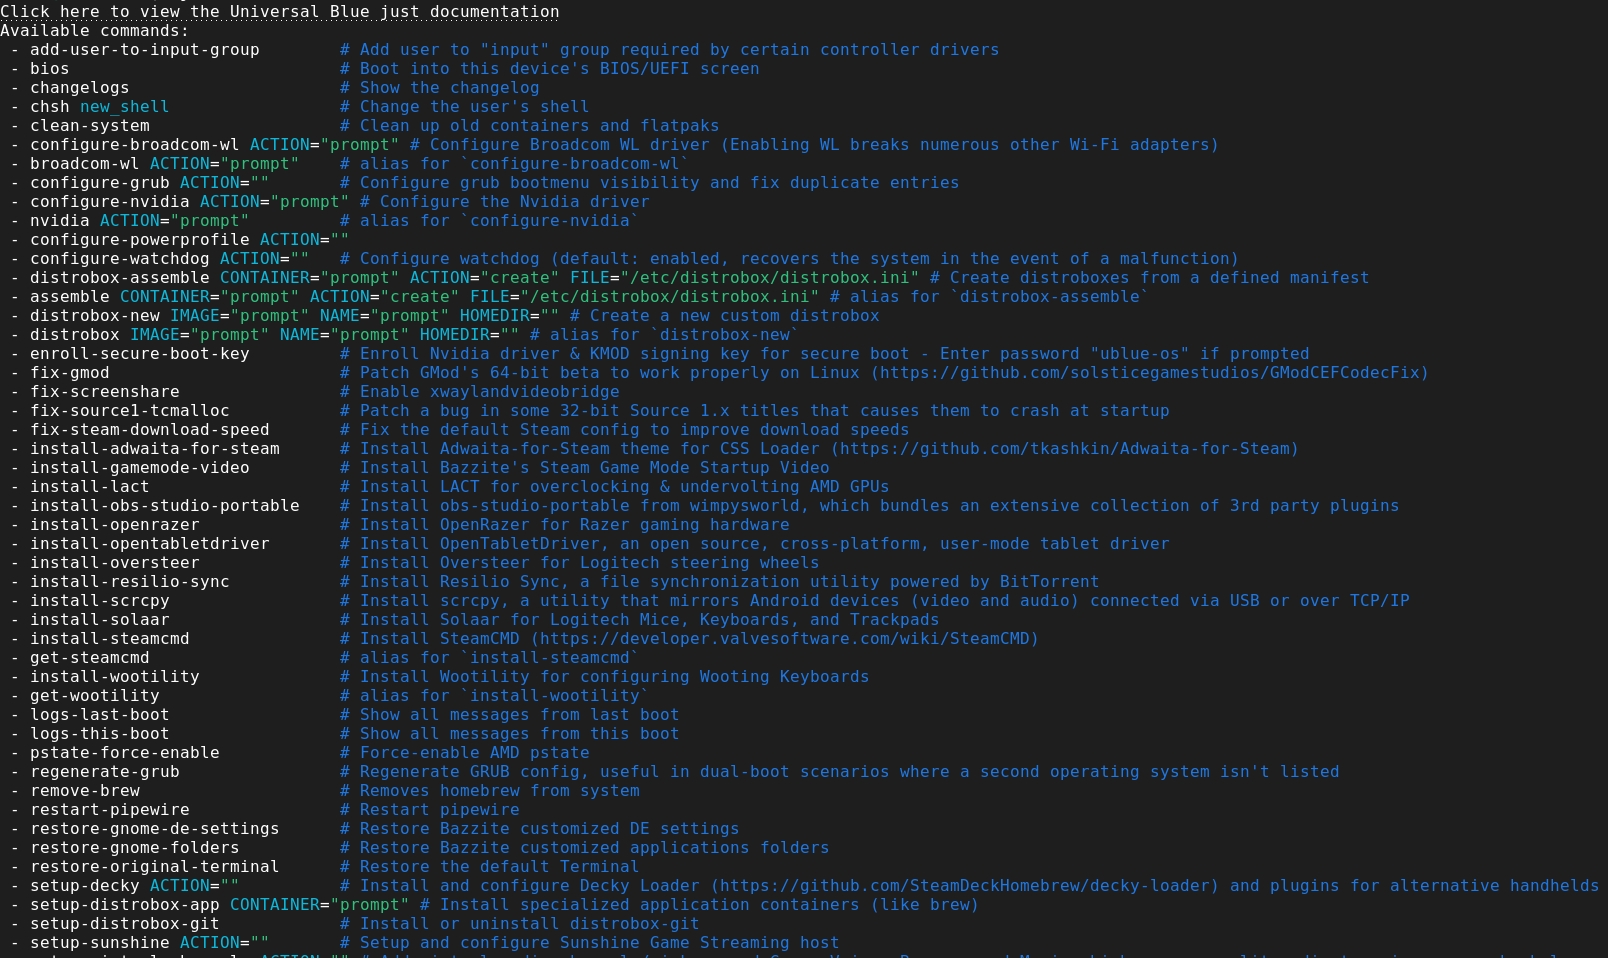 Click here to view the Universal Blue just documentation
Available commands:
 - add-user-to-input-group        # Add user to "input" group required by certain controller drivers
 - bios                           # Boot into this device's BIOS/UEFI screen
 - changelogs                     # Show the changelog
 - chsh new_shell                 # Change the user's shell
 - clean-system                   # Clean up old containers and flatpaks
 - configure-broadcom-wl ACTION="prompt" # Configure Broadcom WL driver (Enabling WL breaks numerous other Wi-Fi adapters)
 - broadcom-wl ACTION="prompt"    # alias for `configure-broadcom-wl`
 - configure-grub ACTION=""       # Configure grub bootmenu visibility and fix duplicate entries
 - configure-nvidia ACTION="prompt" # Configure the Nvidia driver
 - nvidia ACTION="prompt"         # alias for `configure-nvidia`
 - configure-powerprofile ACTION=""
 - configure-watchdog ACTION=""   # Configure watchdog (default: enabled, recovers the system in the event of a malfunction)
 - distrobox-assemble CONTAINER="prompt" ACTION="create" FILE="/etc/distrobox/distrobox.ini" # Create distroboxes from a defined manifest
 - assemble CONTAINER="prompt" ACTION="create" FILE="/etc/distrobox/distrobox.ini" # alias for `distrobox-assemble`
 - distrobox-new IMAGE="prompt" NAME="prompt" HOMEDIR="" # Create a new custom distrobox
 - distrobox IMAGE="prompt" NAME="prompt" HOMEDIR="" # alias for `distrobox-new`
 - enroll-secure-boot-key         # Enroll Nvidia driver & KMOD signing key for secure boot - Enter password "ublue-os" if prompted
 - fix-gmod                       # Patch GMod's 64-bit beta to work properly on Linux (https://github.com/solsticegamestudios/GModCEFCodecFix)
 - fix-screenshare                # Enable xwaylandvideobridge
 - fix-source1-tcmalloc           # Patch a bug in some 32-bit Source 1.x titles that causes them to crash at startup
 - fix-steam-download-speed       # Fix the default Steam config to improve download speeds
 - install-adwaita-for-steam      # Install Adwaita-for-Steam theme for CSS Loader (https://github.com/tkashkin/Adwaita-for-Steam)
 - install-gamemode-video         # Install Bazzite's Steam Game Mode Startup Video
 - install-lact                   # Install LACT for overclocking & undervolting AMD GPUs
 - install-obs-studio-portable    # Install obs-studio-portable from wimpysworld, which bundles an extensive collection of 3rd party plugins
 - install-openrazer              # Install OpenRazer for Razer gaming hardware
 - install-opentabletdriver       # Install OpenTabletDriver, an open source, cross-platform, user-mode tablet driver
 - install-oversteer              # Install Oversteer for Logitech steering wheels
 - install-resilio-sync           # Install Resilio Sync, a file synchronization utility powered by BitTorrent
 - install-scrcpy                 # Install scrcpy, a utility that mirrors Android devices (video and audio) connected via USB or over TCP/IP
 - install-solaar                 # Install Solaar for Logitech Mice, Keyboards, and Trackpads
 - install-steamcmd               # Install SteamCMD (https://developer.valvesoftware.com/wiki/SteamCMD)
 - get-steamcmd                   # alias for `install-steamcmd`
 - install-wootility              # Install Wootility for configuring Wooting Keyboards
 - get-wootility                  # alias for `install-wootility`
 - logs-last-boot                 # Show all messages from last boot
 - logs-this-boot                 # Show all messages from this boot
 - pstate-force-enable            # Force-enable AMD pstate
 - regenerate-grub                # Regenerate GRUB config, useful in dual-boot scenarios where a second operating system isn't listed
 - remove-brew                    # Removes homebrew from system
 - restart-pipewire               # Restart pipewire
 - restore-gnome-de-settings      # Restore Bazzite customized DE settings
 - restore-gnome-folders          # Restore Bazzite customized applications folders
 - restore-original-terminal      # Restore the default Terminal
 - setup-decky ACTION=""          # Install and configure Decky Loader (https://github.com/SteamDeckHomebrew/decky-loader) and plugins for alternative handhelds
 - setup-distrobox-app CONTAINER="prompt" # Install specialized application containers (like brew)
 - setup-distrobox-git            # Install or uninstall distrobox-git
 - setup-sunshine ACTION=""       # Setup and configure Sunshine Game Streaming host